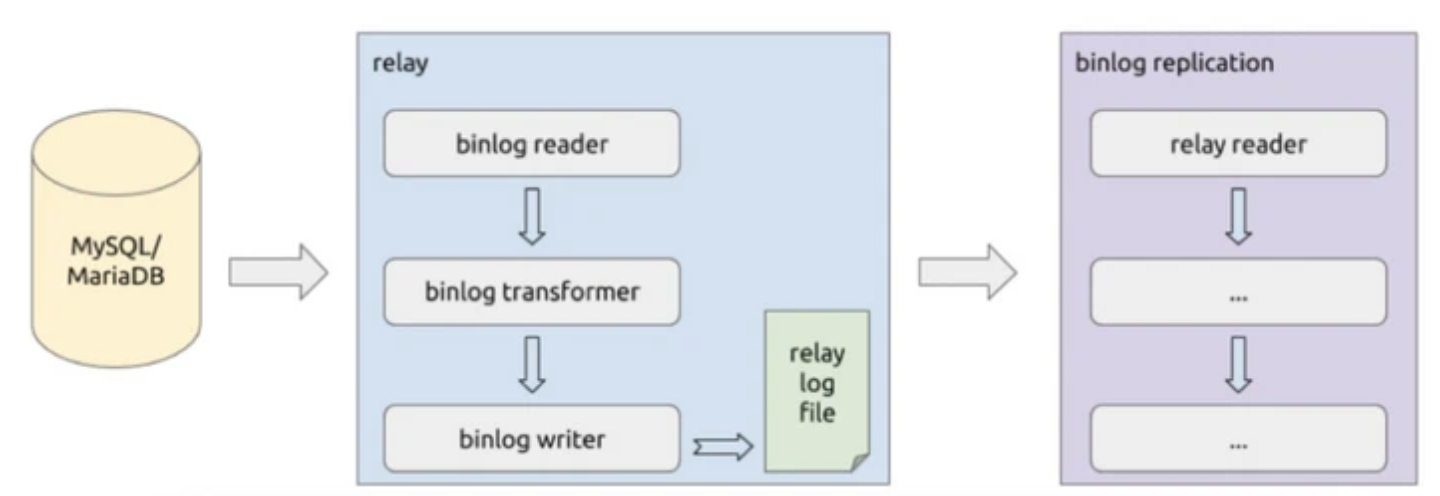 MySQL/
MariaDB
relay
binlog reader
binlog transformer
binlog writer
relay
log
file
binlog replication
relay reader
...
...